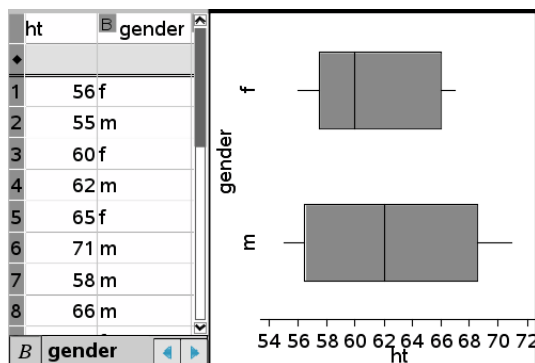 ht B gender
◆
1 56 f
2 55 m
3 60 f
4 62 m
5 65 f
6 71 m
7 58 m
8 66 m
B gender
gender
f
m
54 56 58 60 62 64 66 68 70 72
ht